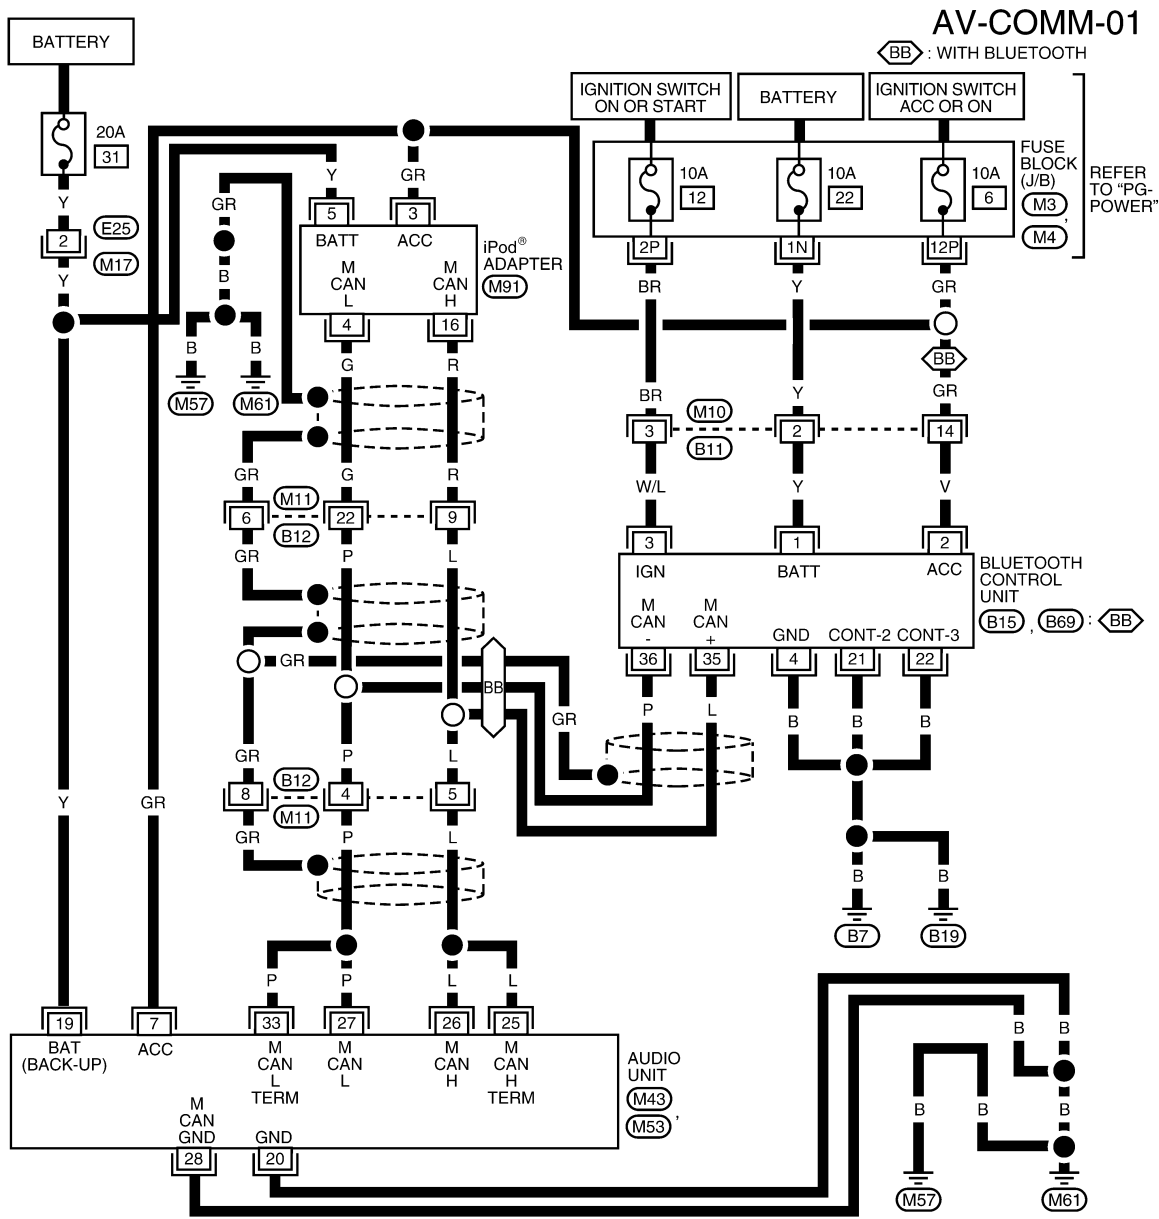 AV-COMM-01
BB : WITH BLUETOOTH
BATTERY
20A
31
Y
2
E25
M17
Y
IGNITION SWITCH
ON OR START
BATTERY
IGNITION SWITCH
ACC OR ON
10A
12
10A
22
10A
6
FUSE
BLOCK
(J/B)
M3
,
M4
REFER
TO “PG-
POWER”
2P
1N
12P
BR
Y
GR
BB
BR
Y
GR
3
M10
B11
2
14
W/L
Y
V
Y
GR
5
3
BATT
ACC
M
CAN
L
M
CAN
H
iPod®
ADAPTER
M91
4
16
GR
B
B
B
M57
M61
G
R
GR
G
R
6
M11
B12
22
9
GR
P
L
GR
BB
GR
GR
P
L
8
B12
M11
4
5
GR
P
L
3
1
2
IGN
BATT
ACC
BLUETOOTH
CONTROL
UNIT
B15 , B69 : BB
M
CAN
-
M
CAN
+
GND
CONT-2
CONT-3
36
35
4
21
22
P
L
B
B
B
B
B
B7
B19
Y
GR
P
P
L
L
19
7
33
27
26
25
BAT
(BACK-UP)
ACC
M
CAN
L
TERM
M
CAN
L
M
CAN
H
M
CAN
H
TERM
AUDIO
UNIT
M43
M53 ,
M
CAN
GND
GND
28
20
B
B
B
B
B
M57
M61